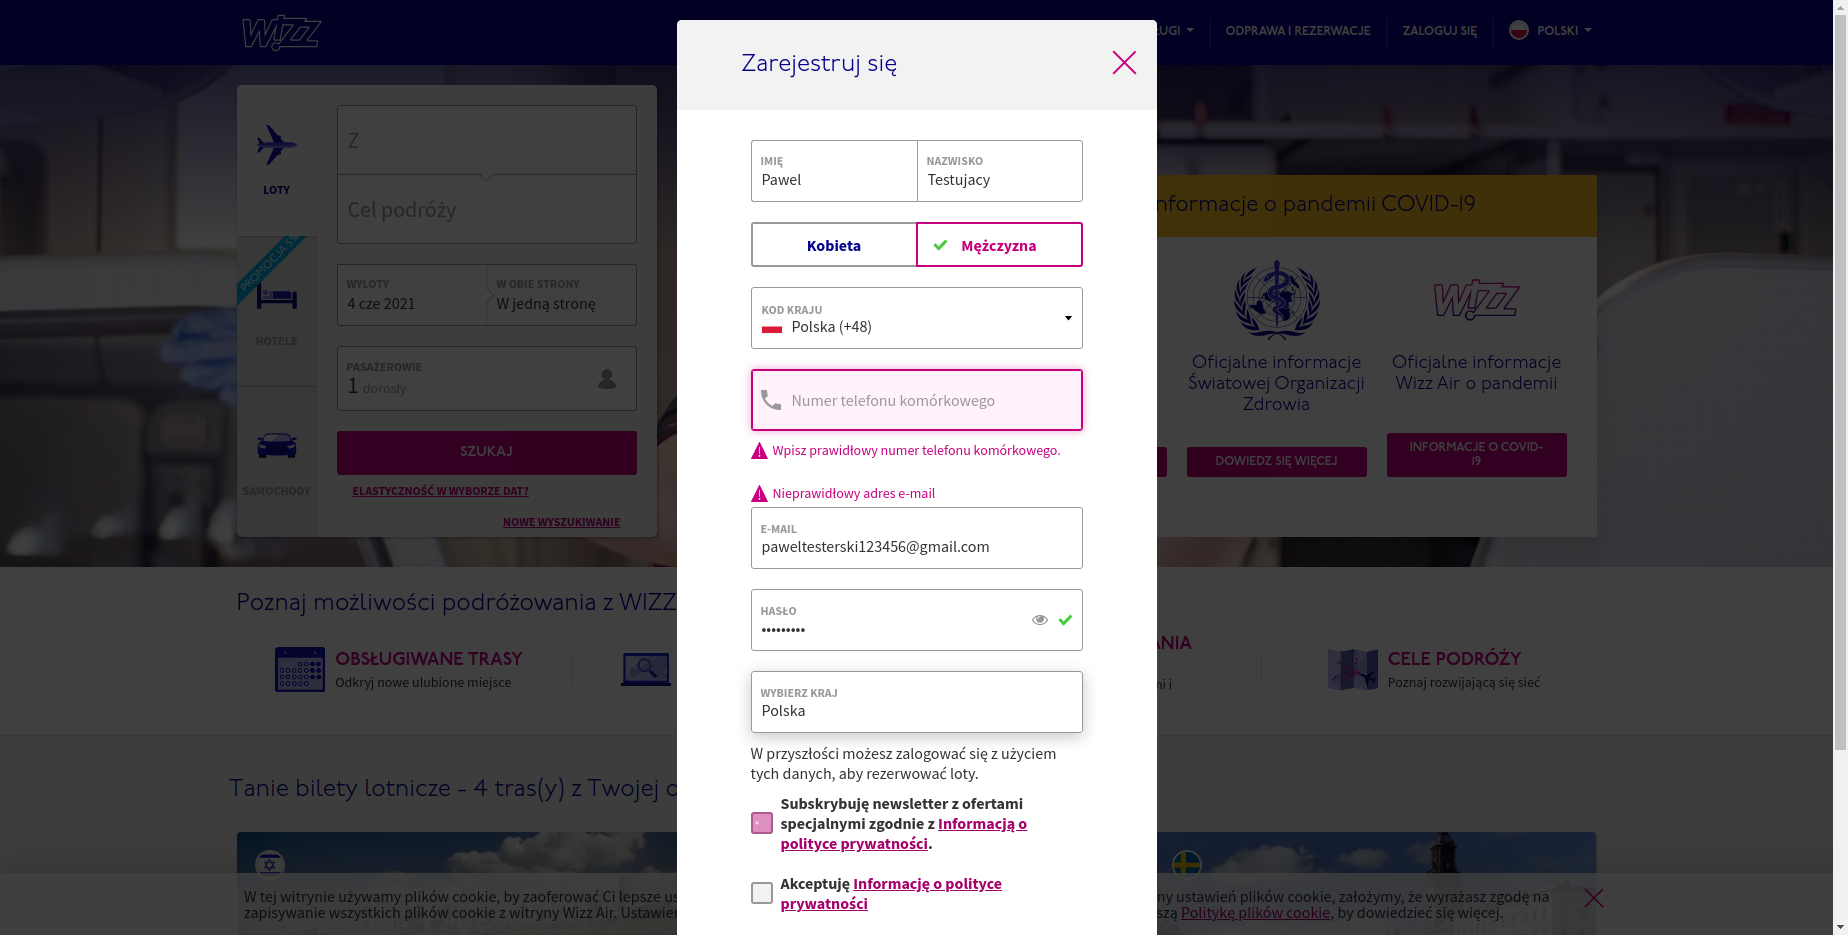 WIZZ
ŁUGI
ODPRAWA I REZERWACJE
ZALOGUJ SIĘ
POLSKI
Zarejestruj się
IMIĘ
Pawel
NAZWISKO
Testujacy
Kobieta
Mężczyzna
KOD KRAJU
Polska (+48)
Numer telefonu komórkowego
Wpisz prawidłowy numer telefonu komórkowego.
Nieprawidłowy adres e-mail
E-MAIL
paweltesterski123456@gmail.com
HASŁO
•••••••••
WYBIERZ KRAJ
Polska
W przyszłości możesz zalogować się z użyciem
tych danych, aby rezerwować loty.
Subskrybuję newsletter z ofertami
specjalnymi zgodnie z Informacją o
polityce prywatności.
Akceptuję Informację o polityce
prywatności
LOTY
PROMOCJA
HOTELE
SAMOCHODY
Z
Cel podróży
WYLOTY
4 cze 2021
W OBIE STRONY
W jedną stronę
PASAŻEROWIE
1 dorosły
SZUKAJ
ELASTYCZNOŚĆ W WYBORZE DAT?
NOWE WYSZUKIWANIE
nformacje o pandemii COVID-19
Oficjalne informacje
Światowej Organizacji
Zdrowia
DOWIEDZ SIĘ WIĘCEJ
WIZZ
Oficjalne informacje
Wizz Air o pandemii
INFORMACJE O COVID-
19
Poznaj możliwości podróżowania z WIZZ
OBSŁUGIWANE TRASY
Odkryj nowe ulubione miejsce
ANIA
ni i
CELE PODRÓŻY
Poznaj rozwijającą się sieć
Tanie bilety lotnicze - 4 tras(y) z Twojej o
W tej witrynie używamy plików cookie, by zaoferować Ci lepsze us
zapisywanie wszystkich plików cookie z witryny Wizz Air. Ustawien
ny ustawień plików cookie, założymy, że wyrażasz zgodę na
szą Politykę plików cookie, by dowiedzieć się więcej.